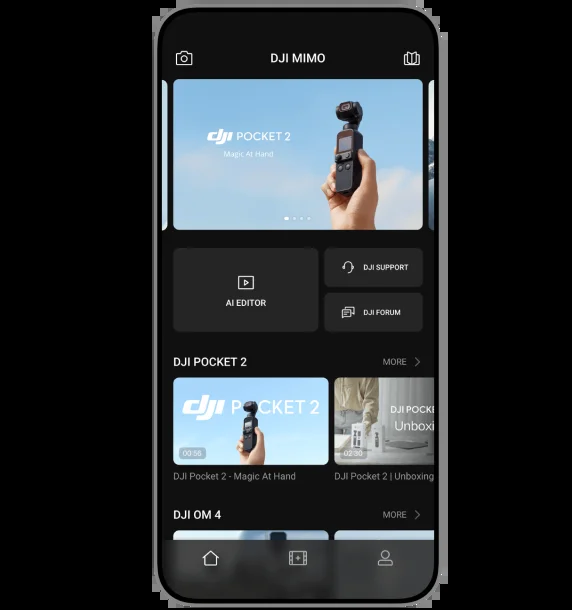 DJI MIMO
dji POCKET 2
Magic At Hand
AI EDITOR
DJI SUPPORT
DJI FORUM
DJI POCKET 2
MORE
dji POCKET 2
00:56
DJI POCKE
Unboxi
02:30
DJI Pocket 2 - Magic At Hand
DJI Pocket 2 | Unboxing
DJI OM 4
MORE